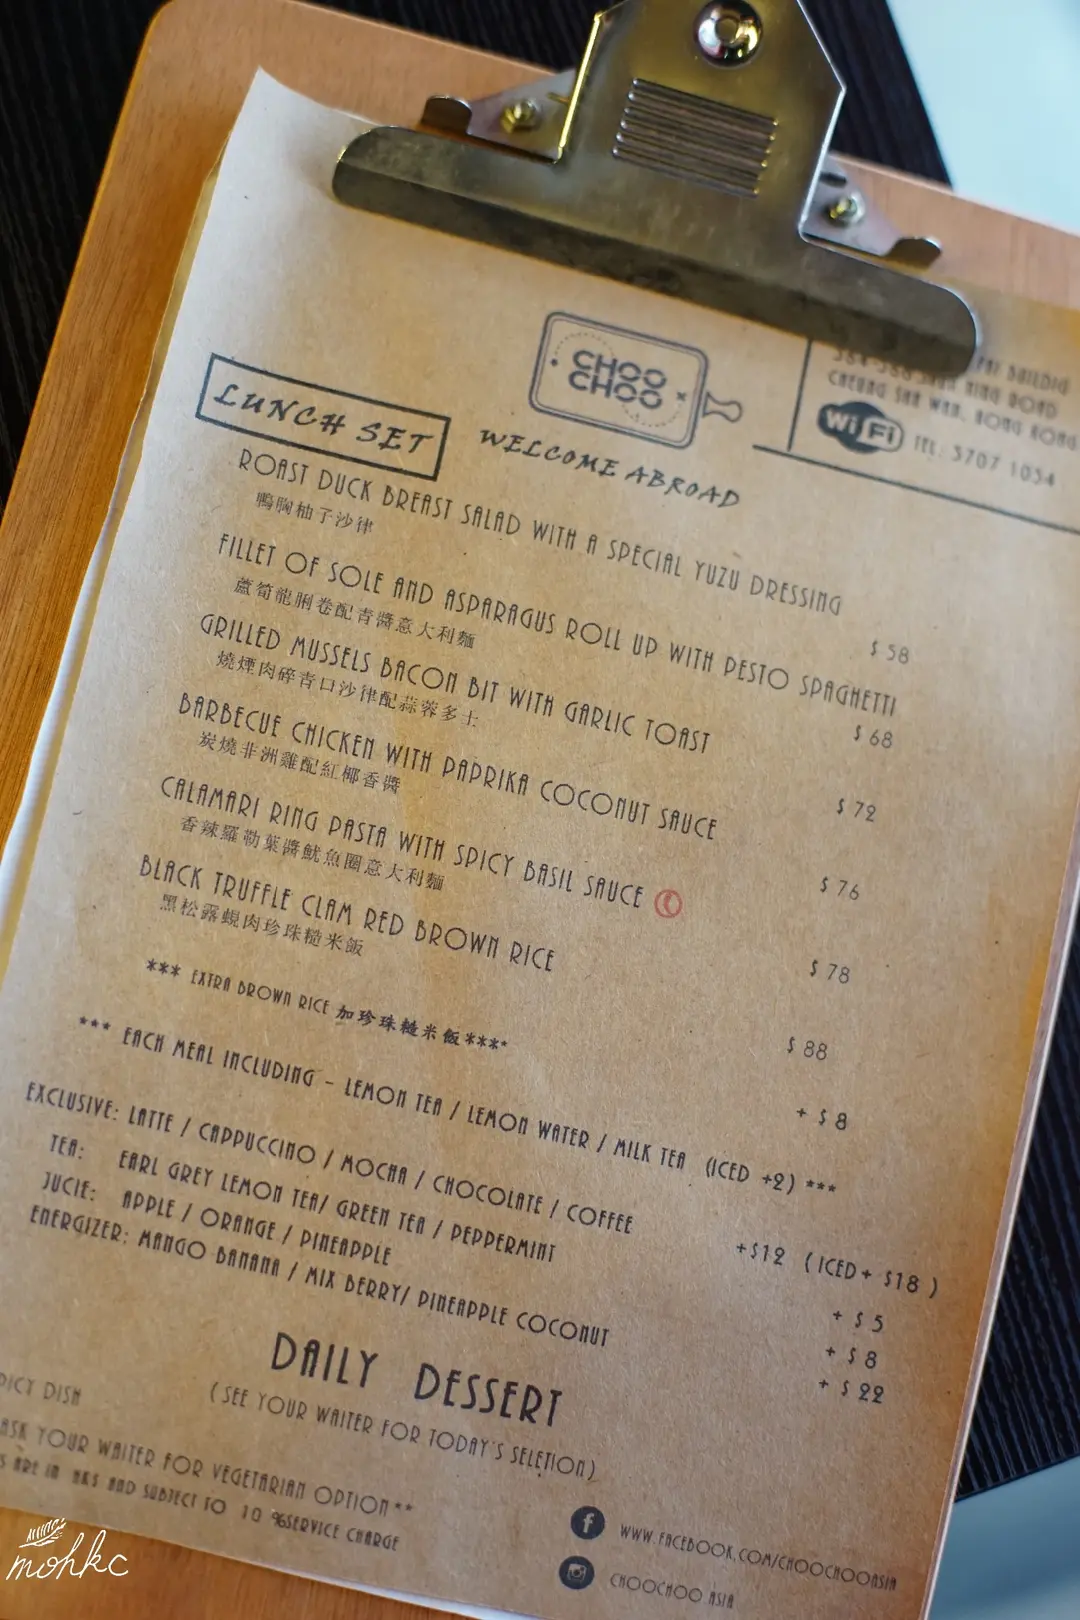 CHOO
CHOO
LUNCH SET
WELCOME ABROAD
BUILDIG
KING ROAD
CHEUNG SHA WAN, KONG KONG
WiFi TEL: 3707 1034
ROAST DUCK BREAST SALAD WITH A SPECIAL YUZU DRESSING
鴨胸柚子沙律
$ 58
FILLET OF SOLE AND ASPARAGUS ROLL UP WITH PESTO SPAGHETTI
蘆筍龍脷卷配青醬意大利麵
$ 68
GRILLED MUSSELS BACON BIT WITH GARLIC TOAST
燒煙肉碎青口沙律配蒜蓉多士
$ 72
BARBECUE CHICKEN WITH PAPRIKA COCONUT SAUCE
炭燒非洲雞配紅椰香醬
$ 76
CALAMARI RING PASTA WITH SPICY BASIL SAUCE
香辣羅勒葉醬魷魚圈意大利麵
$ 78
BLACK TRUFFLE CLAM RED BROWN RICE
黑松露蜆肉珍珠糙米飯
$ 88
*** EXTRA BROWN RICE 加珍珠糙米飯****
+ $ 8
*** EACH MEAL INCLUDING - LEMON TEA / LEMON WATER / MILK TEA (ICED +2) ***
EXCLUSIVE: LATTE / CAPPUCCINO / MOCHA / CHOCOLATE / COFFEE +$12 ( ICED+ $18 )
TEA: EARL GREY LEMON TEA/ GREEN TEA / PEPPERMINT + $ 5
JUCIE: APPLE / ORANGE / PINEAPPLE + $ 8
ENERGIZER: MANGO BANANA / MIX BERRY/ PINEAPPLE COCONUT + $ 22
DAILY DESSERT
( SEE YOUR WAITER FOR TODAY'S SELETION)
PICY DISH
ASK YOUR WAITER FOR VEGETARIAN OPTION**
S ARE IN HK$ AND SUBJECT TO 10 %SERVICE CHARGE
WWW.FACEBOOK.COM/CHOOCHOOASIA
CHOOCHOO ASIA
mohkc